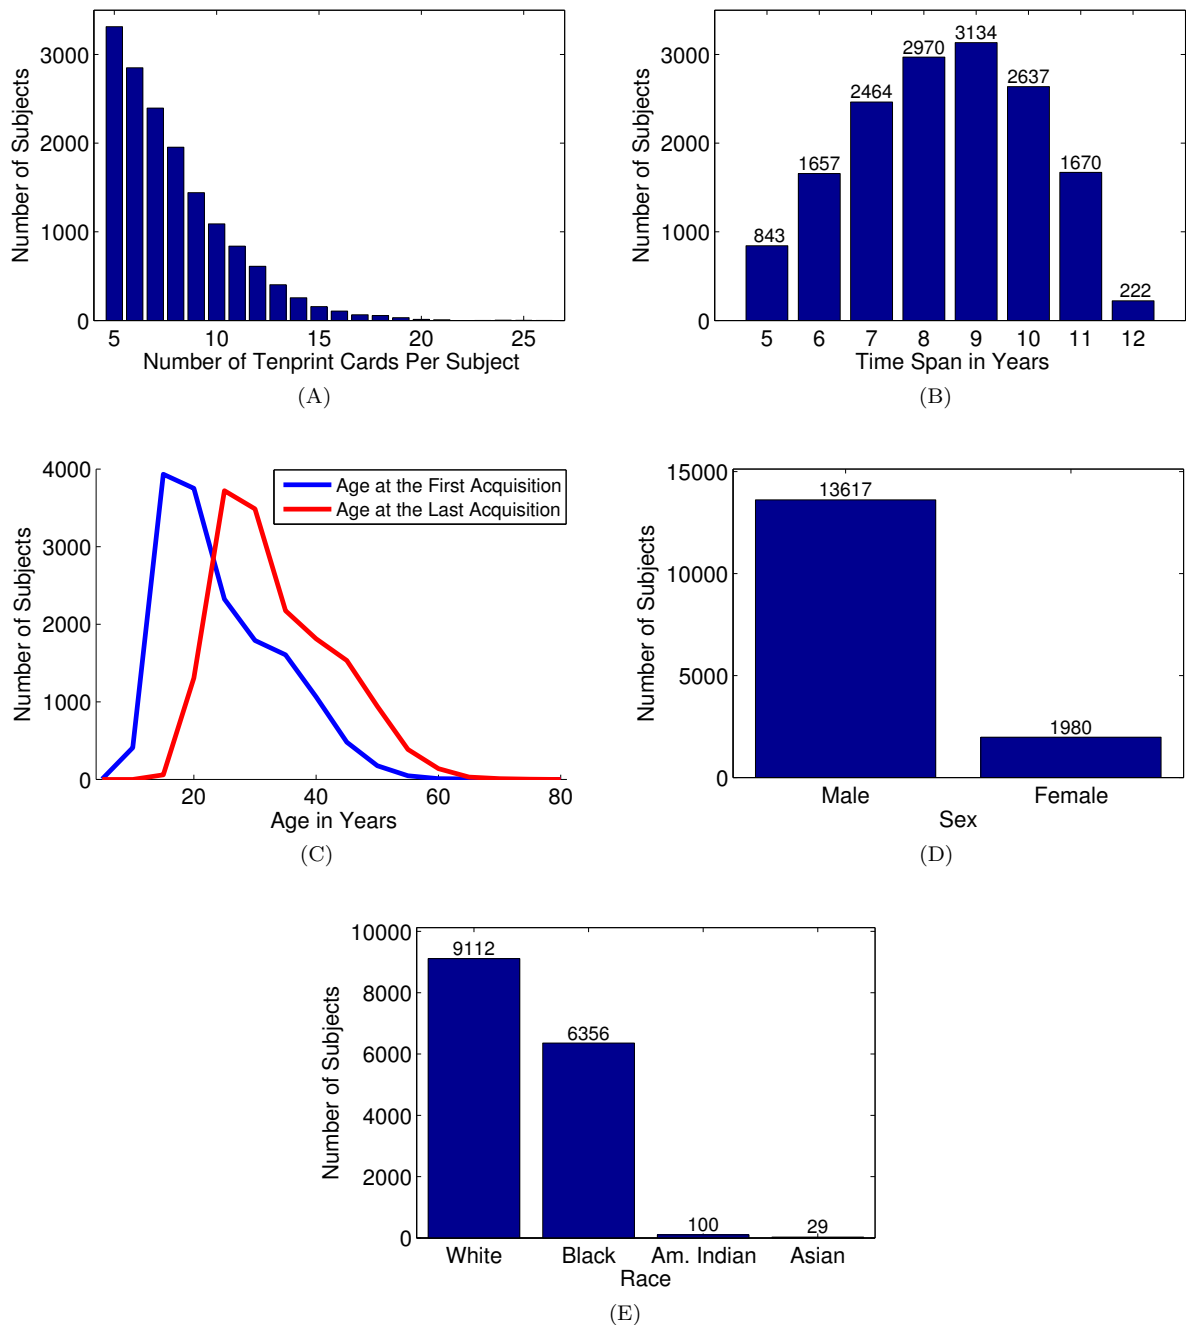 3000
2000
1000
0
Number of Subjects
5
10
15
20
25
Number of Tenprint Cards Per Subject
(A)
3000
2000
1000
0
Number of Subjects
843
1657
2464
2970
3134
2637
1670
222
5
6
7
8
9
10
11
12
Time Span in Years
(B)
4000
3000
2000
1000
0
Number of Subjects
Age at the First Acquisition
Age at the Last Acquisition
20
40
60
80
Age in Years
(C)
15000
10000
5000
0
Number of Subjects
13617
1980
Male
Female
Sex
(D)
10000
8000
6000
4000
2000
0
Number of Subjects
9112
6356
100
29
White
Black
Am. Indian
Asian
Race
(E)